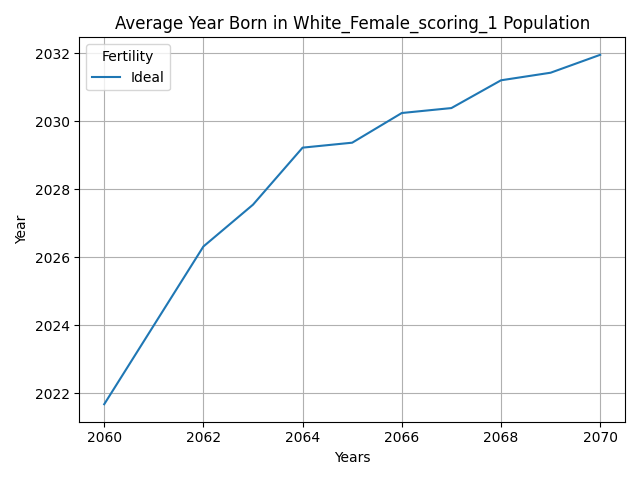 Average Year Born in White_Female_scoring_1 Population
Fertility
Ideal
Year
2032
2030
2028
2026
2024
2022
2060 2062 2064 2066 2068 2070
Years